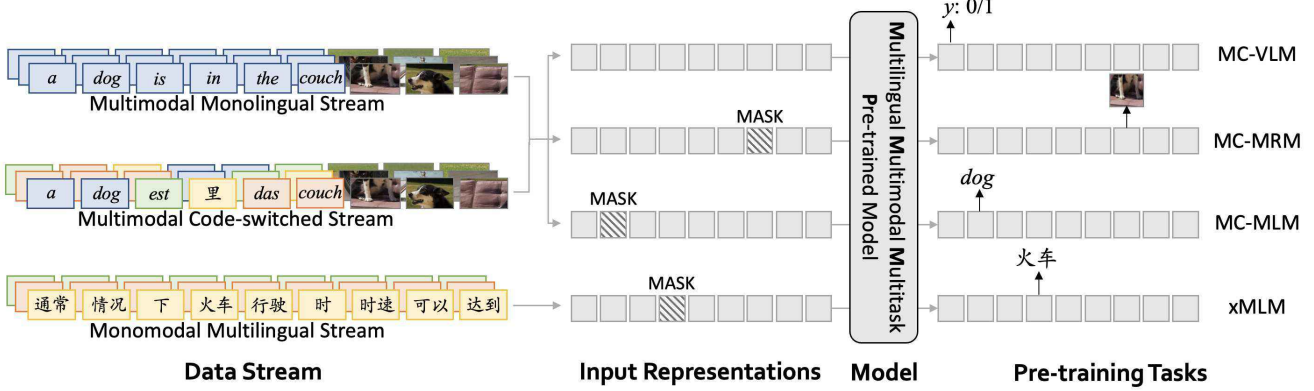 a dog is in the couch
Multimodal Monolingual Stream
a dog est 里 das couch
Multimodal Code-switched Stream
通常 情况 下 火车 行驶 时 时速 可以 达到
Monomodal Multilingual Stream
Data Stream
MASK
MASK
MASK
Input Representations
Multilingual Multimodal Multitask
Pre-trained Model
Model
y: 0/1
MC-VLM
MC-MRM
dog
MC-MLM
火车
xMLM
Pre-training Tasks